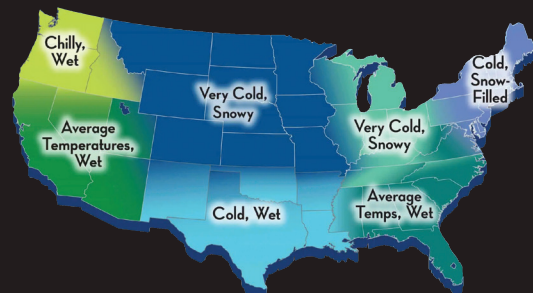 Chilly,
Wet
Cold,
Snow-
Filled
Very Cold,
Snowy
Average
Temperatures,
Wet
Very Cold,
Snowy
Cold, Wet
Average
Temps, Wet